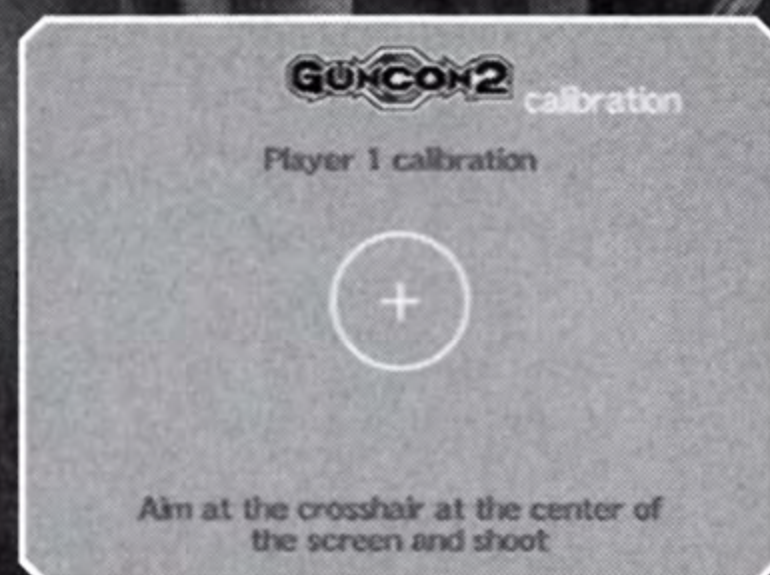 GUNCON2
calibration
Player 1 calibration
Aim at the crosshair at the center of
the screen and shoot